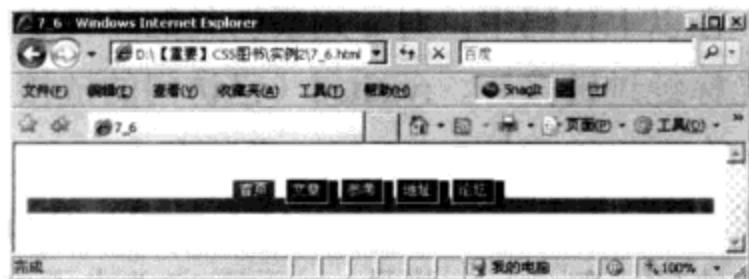 7_6 - Windows Internet Explorer
D:\【重要】CSS图书\实例2\7_6.html 百度
文件(F) 编辑(E) 查看(V) 收藏夹(A) 工具(T) 帮助(H) SnagIt
7_6 页面(P) 工具(O) »
首页 文章 参考 地址 论坛
完成 我的电脑 100%